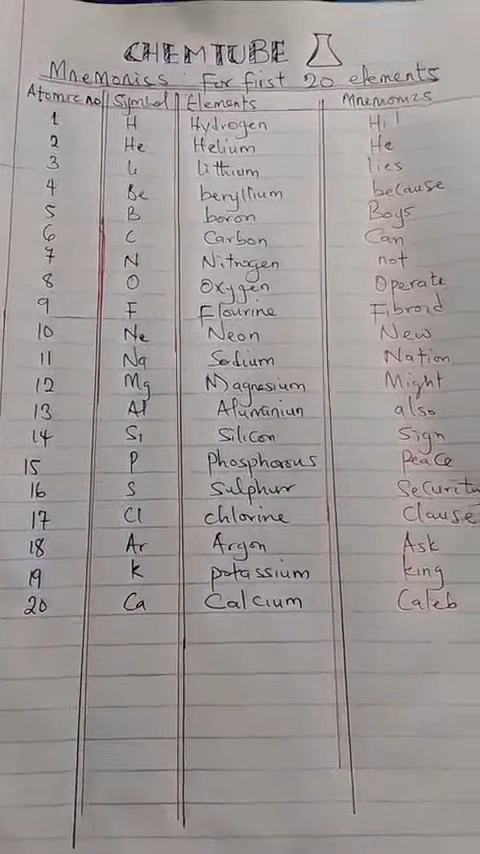 CHEMTUBE
Mnemoniss: For first 20 elements
Atomic no Symbol Elements Mnemonics
1 H Hydrogen Hi!
2 He Helium He
3 Li Lithium lies
4 Be beryllium because
5 B boron Boys
6 C Carbon Can
7 N Nitrogen not
8 O Oxygen Operate
9 F Flourine Fibroid
10 Ne Neon New
11 Na Sodium Nation
12 Mg Magnesium Might
13 Al Alumanium also
14 Si Silicon Sign
15 P Phosphorous Peace
16 S Sulphur Security
17 Cl chlorine Clause
18 Ar Argon Ask
19 K potassium king
20 Ca Calcium Caleb